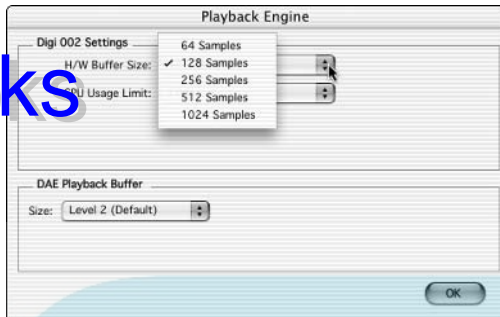 Playback Engine
Digi 002 Settings
H/W Buffer Size:
64 Samples
✓ 128 Samples
256 Samples
512 Samples
1024 Samples
Usage Limit:
ks
DAE Playback Buffer
Size: Level 2 (Default)
OK